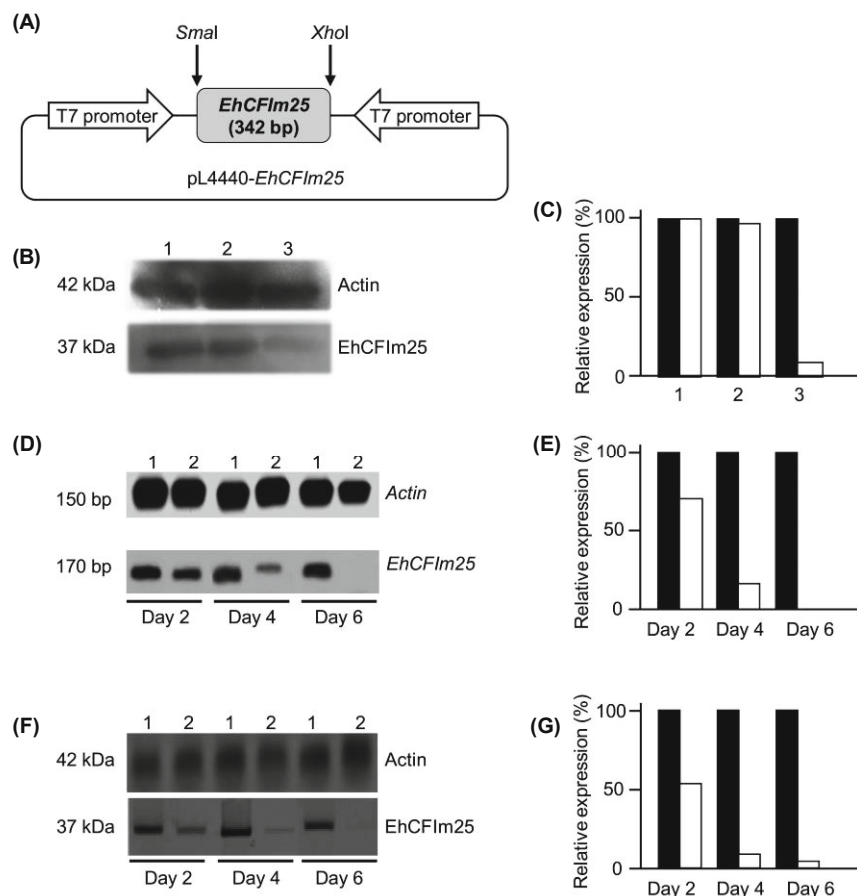 (A)
SmaI
XhoI
T7 promoter
EhCFIm25
(342 bp)
T7 promoter
pL4440-EhCFIm25
(B)
1 2 3
42 kDa
Actin
37 kDa
EhCFIm25
(C)
Relative expression (%)
100
50
0
1 2 3
(D)
1 2 1 2 1 2
150 bp
Actin
170 bp
EhCFIm25
Day 2 Day 4 Day 6
(E)
Relative expression (%)
100
50
0
Day 2 Day 4 Day 6
(F)
1 2 1 2 1 2
42 kDa
Actin
37 kDa
EhCFIm25
Day 2 Day 4 Day 6
(G)
Relative expression (%)
100
50
0
Day 2 Day 4 Day 6